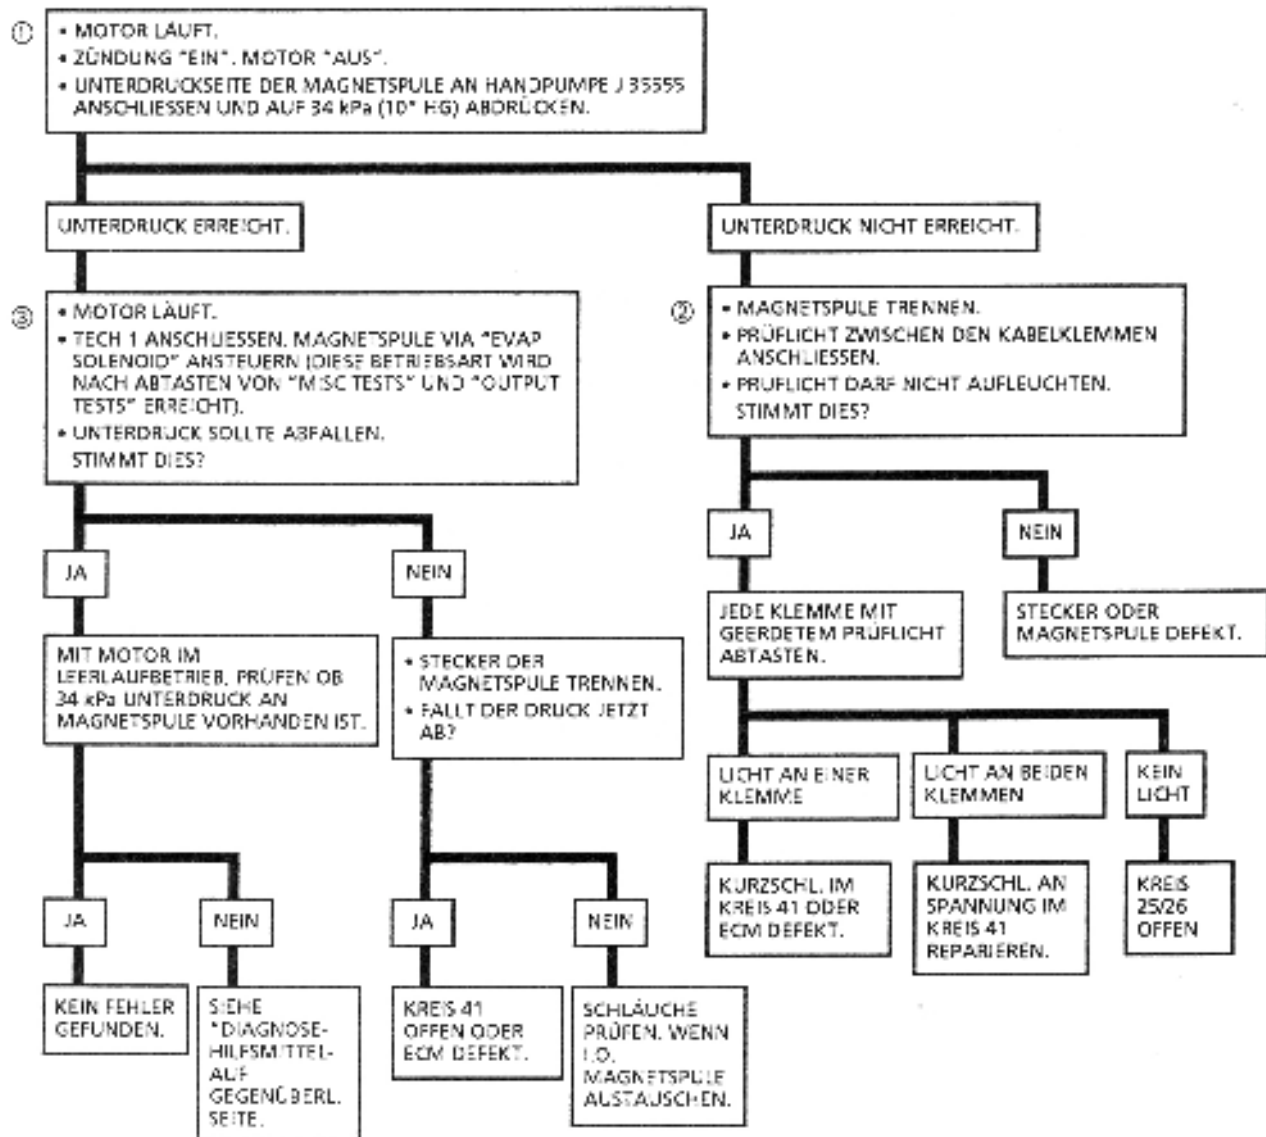 ①
• MOTOR LÄUFT.
• ZÜNDUNG "EIN". MOTOR "AUS".
• UNTERDRUCKSEITE DER MAGNETSPULE AN HANDPUMPE J 35555
ANSCHLIESSEN UND AUF 34 kPa (10" HG) ABDRÜCKEN.
UNTERDRUCK ERREICHT.
UNTERDRUCK NICHT ERREICHT.
③
• MOTOR LÄUFT.
• TECH 1 ANSCHLIESSEN. MAGNETSPULE VIA "EVAP
SOLENOID" ANSTEUERN (DIESE BETRIEBSART WIRD
NACH ABTASTEN VON "MISC TESTS" UND "OUTPUT
TESTS" ERREICHT).
• UNTERDRUCK SOLLTE ABFALLEN.
STIMMT DIES?
②
• MAGNETSPULE TRENNEN.
• PRÜFLICHT ZWISCHEN DEN KABELKLEMMEN
ANSCHLIESSEN.
• PRUFLICHT DARF NICHT AUFLEUCHTEN.
STIMMT DIES?
JA
NEIN
JA
NEIN
MIT MOTOR IM
LEERLAUFBETRIEB, PRÜFEN OB
34 kPa UNTERDRUCK AN
MAGNETSPULE VORHANDEN IST.
• STECKER DER
MAGNETSPULE TRENNEN.
• FALLT DER DRUCK JETZT
AB?
JEDE KLEMME MIT
GEERDETEM PRÜFLICHT
ABTASTEN.
STECKER ODER
MAGNETSPULE DEFEKT.
LICHT AN EINER
KLEMME
LICHT AN BEIDEN
KLEMMEN
KEIN
LICHT
KURZSCHL. IM
KREIS 41 ODER
ECM DEFEKT.
KURZSCHL. AN
SPANNUNG IM
KREIS 41
REPARIEREN.
KREIS
25/26
OFFEN
JA
NEIN
JA
NEIN
KEIN FEHLER
GEFUNDEN.
SIEHE
"DIAGNOSE-
HILFSMITTEL-
AUF
GEGENÜBERL.
SEITE.
KREIS 41
OFFEN ODER
ECM DEFEKT.
SCHLÄUCHE
PRÜFEN. WENN
I.O.
MAGNETSPULE
AUSTAUSCHEN.